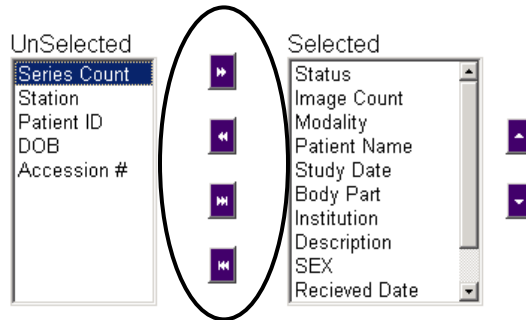 UnSelected
Series Count
Station
Patient ID
DOB
Accession #
Selected
Status
Image Count
Modality
Patient Name
Study Date
Body Part
Institution
Description
SEX
Recieved Date